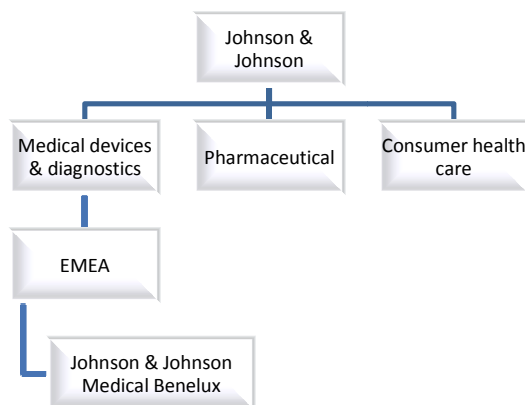 Johnson &
Johnson
Medical devices
& diagnostics
Pharmaceutical
Consumer health
care
EMEA
Johnson & Johnson
Medical Benelux